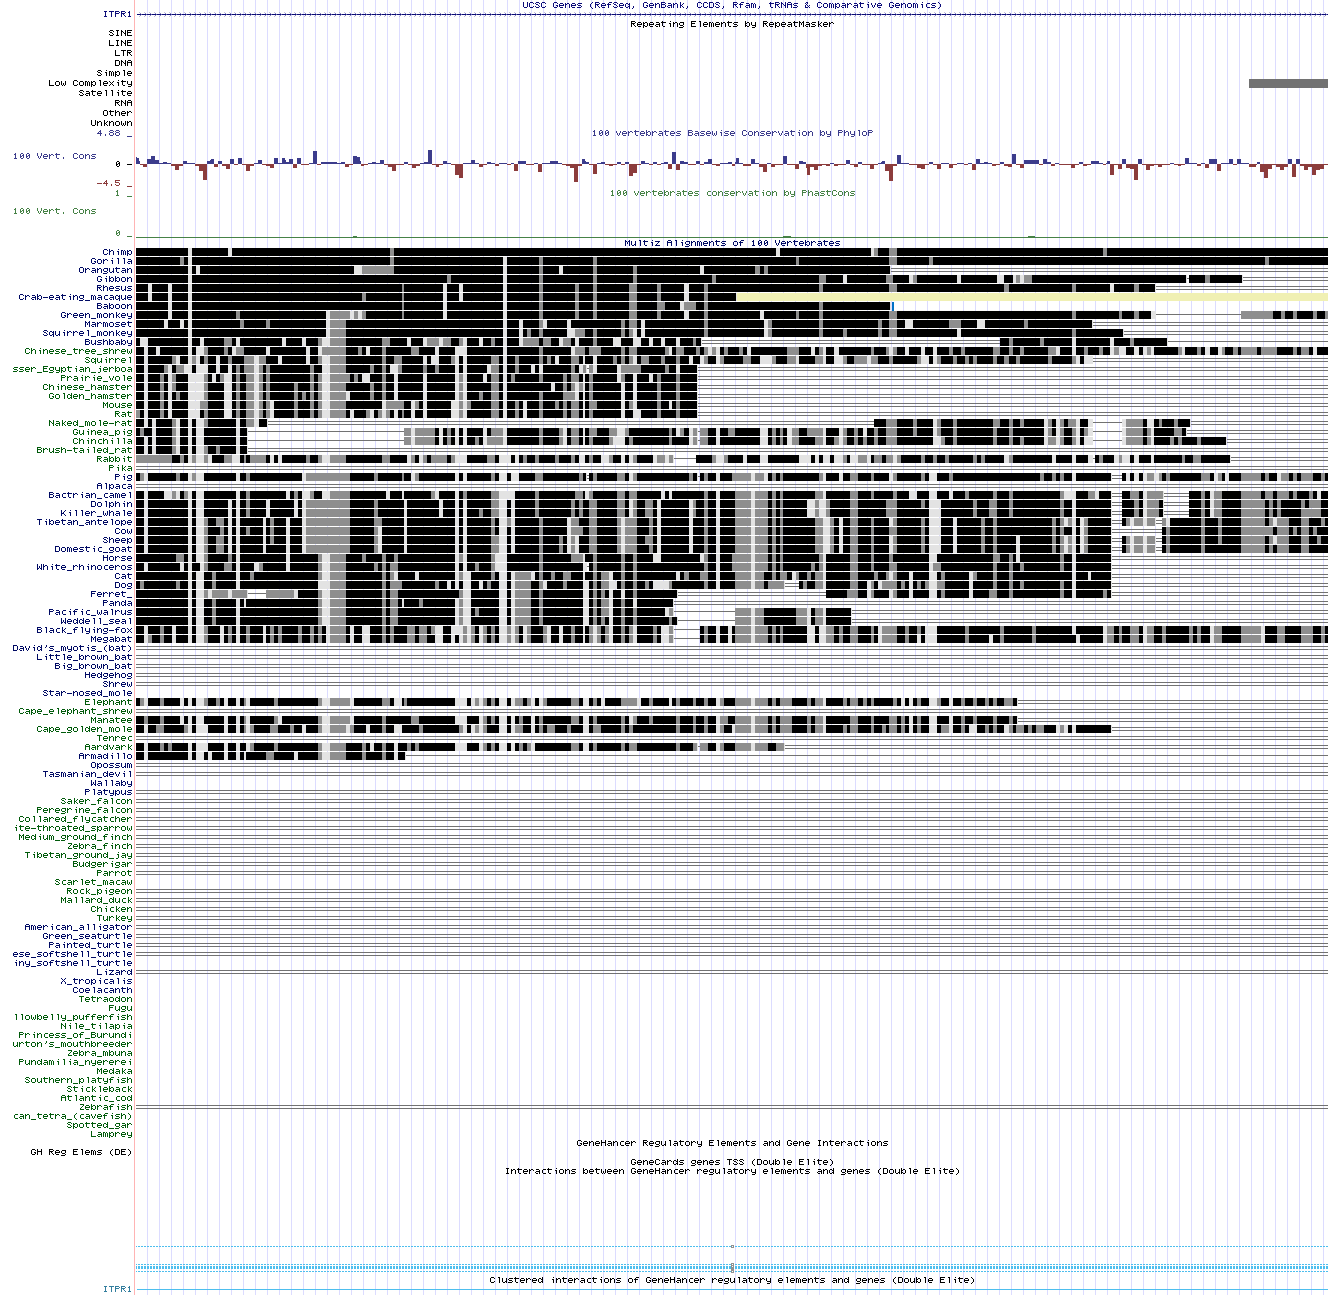 UCSC Genes (RefSeq, GenBank, CCDS, Rfam, tRNAs & Comparative Genomics)
ITPR1
Repeating Elements by RepeatMasker
SINE
LINE
LTR
DNA
Simple
Low Complexity
Satellite
RNA
Other
Unknown
4.88 _
100 vertebrates Basewise Conservation by PhyloP
100 Vert. Cons
0 _
-4.5 _
100 vertebrates conservation by PhastCons
1 _
100 Vert. Cons
0 _
Multiz Alignments of 100 Vertebrates
Chimp
Gorilla
Orangutan
Gibbon
Rhesus
Crab-eating_macaque
Baboon
Green_monkey
Marmoset
Squirrel_monkey
Bushbaby
Chinese_tree_shrew
Squirrel
sser_Egyptian_jerboa
Prairie_vole
Chinese_hamster
Golden_hamster
Mouse
Rat
Naked_mole-rat
Guinea_pig
Chinchilla
Brush-tailed_rat
Rabbit
Pika
Pig
Alpaca
Bactrian_camel
Dolphin
Killer_whale
Tibetan_antelope
Cow
Sheep
Domestic_goat
Horse
White_rhinoceros
Cat
Dog
Ferret_
Panda
Pacific_walrus
Weddell_seal
Black_flying-fox
Megabat
David's_myotis_(bat)
Little_brown_bat
Big_brown_bat
Hedgehog
Shrew
Star-nosed_mole
Elephant
Cape_elephant_shrew
Manatee
Cape_golden_mole
Tenrec
Aardvark
Armadillo
Opossum
Tasmanian_devil
Wallaby
Platypus
Saker_falcon
Peregrine_falcon
Collared_flycatcher
ite-throated_sparrow
Medium_ground_finch
Zebra_finch
Tibetan_ground_jay
Budgerigar
Parrot
Scarlet_macaw
Rock_pigeon
Mallard_duck
Chicken
Turkey
American_alligator
Green_seaturtle
Painted_turtle
ese_softshell_turtle
iny_softshell_turtle
Lizard
X_tropicalis
Coelacanth
Tetraodon
Fugu
llowbelly_pufferfish
Nile_tilapia
Princess_of_Burundi
urton's_mouthbreeder
Zebra_mbuna
Pundamilia_nyererei
Medaka
Southern_platyfish
Stickleback
Atlantic_cod
Zebrafish
can_tetra_(cavefish)
Spotted_gar
Lamprey
GeneHancer Regulatory Elements and Gene Interactions
GH Reg Elems (DE)
GeneCards genes TSS (Double Elite)
Interactions between GeneHancer regulatory elements and genes (Double Elite)
Clustered interactions of GeneHancer regulatory elements and genes (Double Elite)
ITPR1